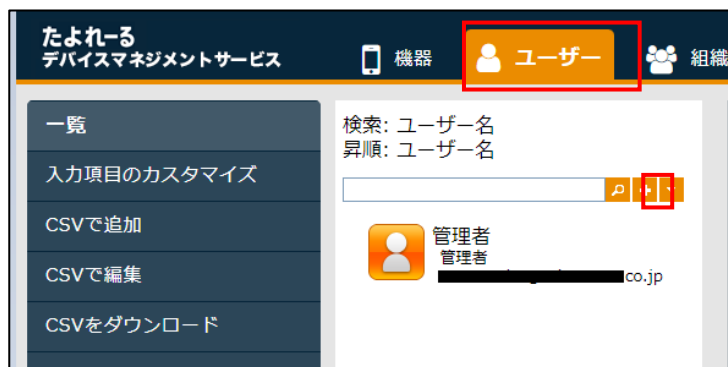 たよれーる
デバイスマネジメントサービス
機器
ユーザー
組織
一覧
入力項目のカスタマイズ
CSVで追加
CSVで編集
CSVをダウンロード
検索: ユーザー名
昇順: ユーザー名
管理者
管理者
co.jp